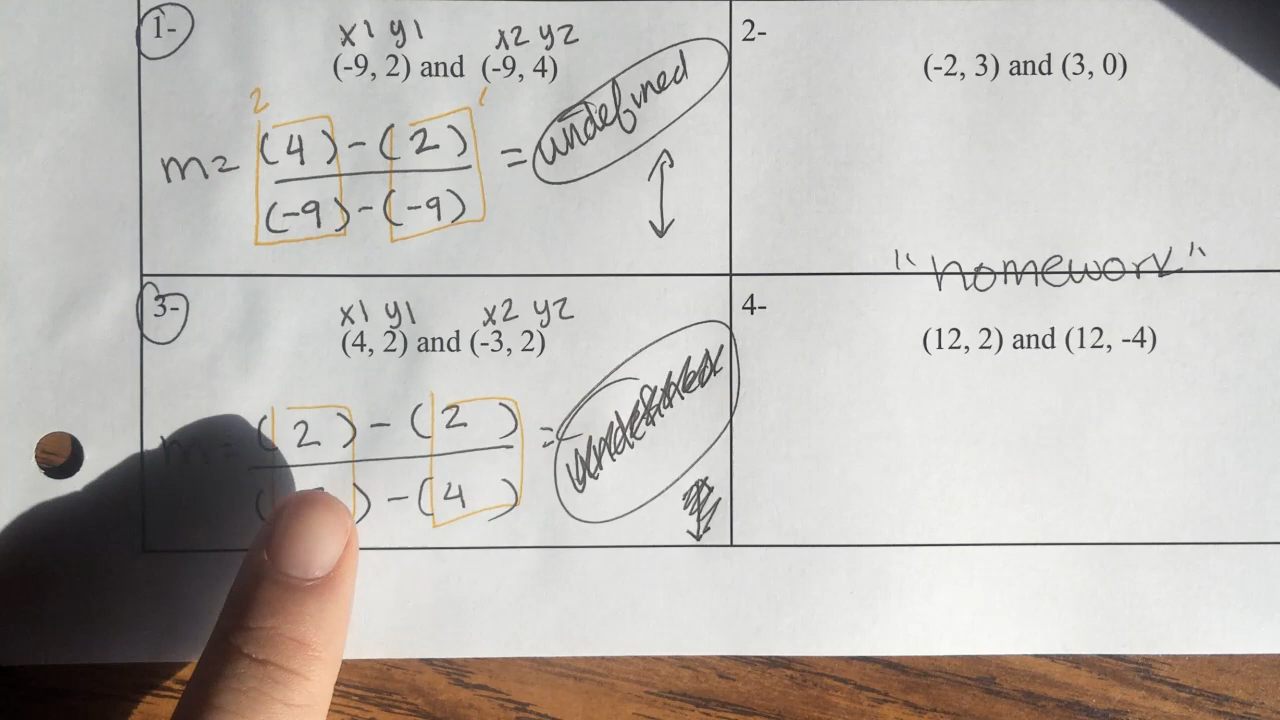 1-
x1 y1 x2 y2
(-9, 2) and (-9, 4)
2
m= (4) - (2) = undefined
(-9) - (-9)
2-
(-2, 3) and (3, 0)
"homework"
3-
x1 y1 x2 y2
(4, 2) and (-3, 2)
m= (2) - (2) =
( ) - (4)
4-
(12, 2) and (12, -4)